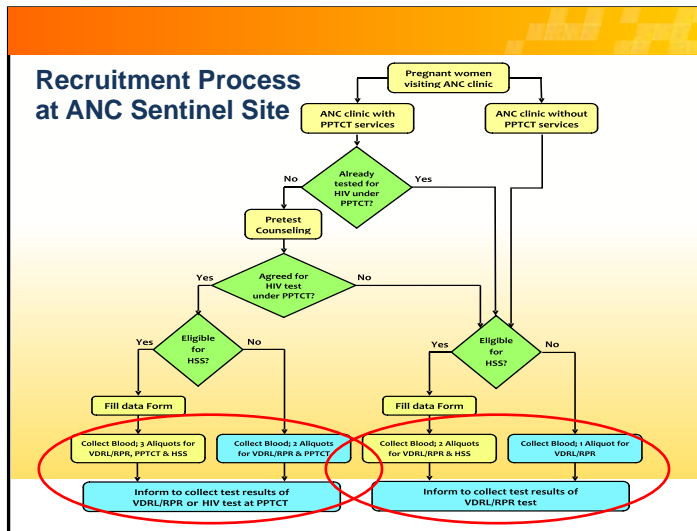 Recruitment Process
at ANC Sentinel Site
Pregnant women
visiting ANC clinic
ANC clinic with
PPTCT services
ANC clinic without
PPTCT services
Already
tested for
HIV under
PPTCT?
No
Yes
Pretest
Counseling
Agreed for
HIV test
under PPTCT?
Yes
No
Eligible
for
HSS?
Yes
No
Eligible
for
HSS?
Yes
No
Fill data Form
Fill data Form
Collect Blood; 3 Aliquots for
VDRL/RPR, PPTCT & HSS
Collect Blood; 2 Aliquots
for VDRL/RPR & PPTCT
Collect Blood; 2 Aliquots
for VDRL/RPR & HSS
Collect Blood; 1 Aliquot for
VDRL/RPR
Inform to collect test results of
VDRL/RPR or HIV test at PPTCT
Inform to collect test results of
VDRL/RPR test